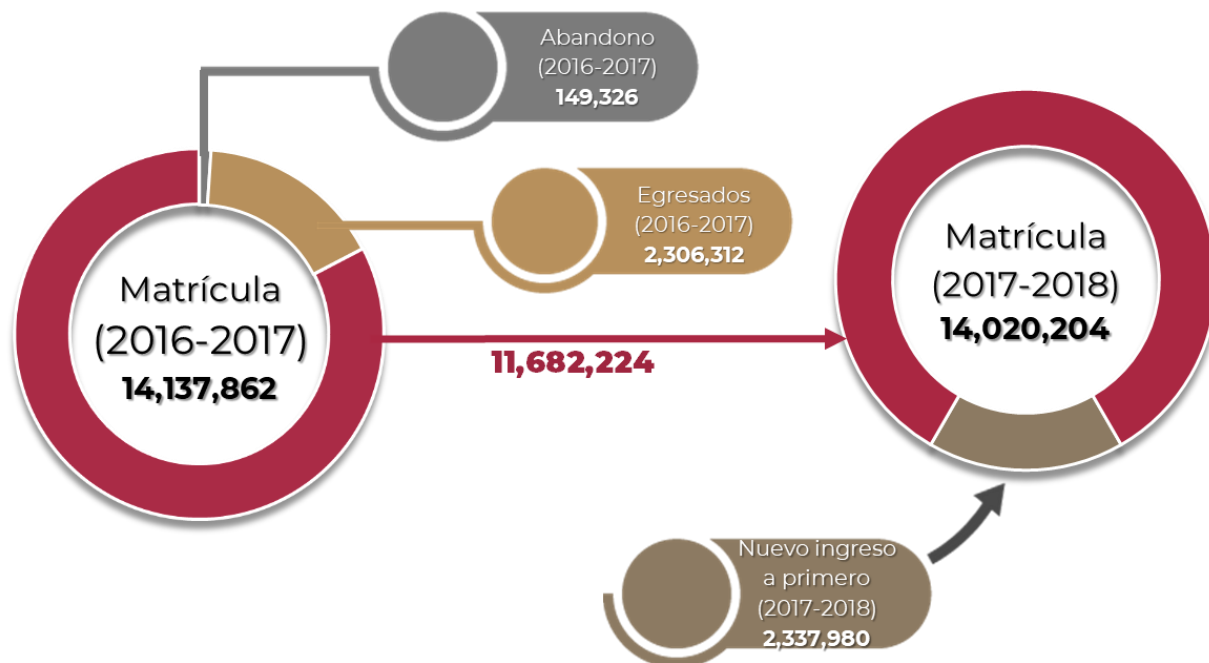 Abandono
(2016-2017)
149,326
Egresados
(2016-2017)
2,306,312
Matrícula
(2016-2017)
14,137,862
11,682,224
Matrícula
(2017-2018)
14,020,204
Nuevo ingreso
a primero
(2017-2018)
2,337,980